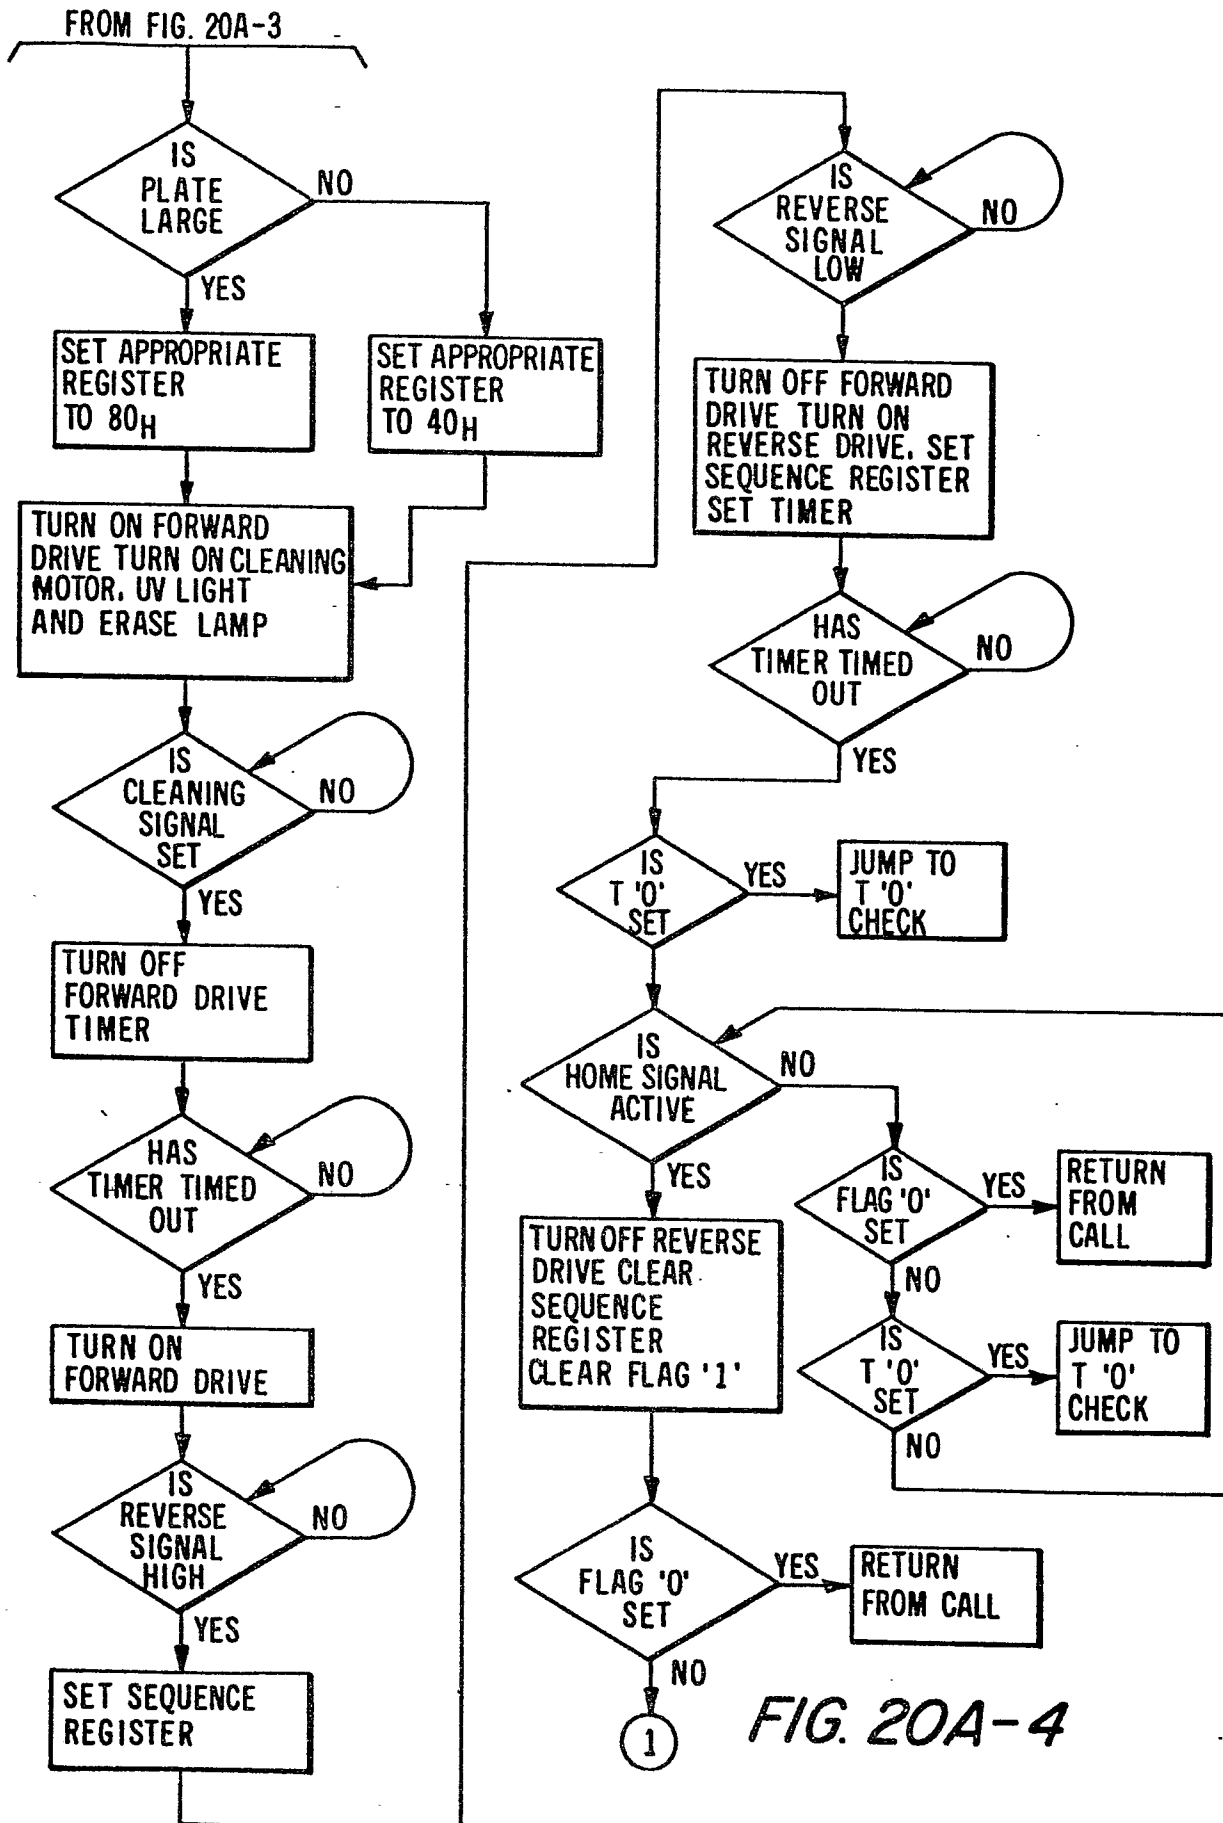 FROM FIG. 20A-3
IS
PLATE
LARGE
NO
YES
SET APPROPRIATE
REGISTER
TO 80H
SET APPROPRIATE
REGISTER
TO 40H
TURN ON FORWARD
DRIVE TURN ON CLEANING
MOTOR. UV LIGHT
AND ERASE LAMP
IS
CLEANING
SIGNAL
SET
NO
YES
TURN OFF
FORWARD DRIVE
TIMER
HAS
TIMER TIMED
OUT
NO
YES
TURN ON
FORWARD DRIVE
IS
REVERSE
SIGNAL
HIGH
NO
YES
SET SEQUENCE
REGISTER
IS
REVERSE
SIGNAL
LOW
NO
TURN OFF FORWARD
DRIVE TURN ON
REVERSE DRIVE. SET
SEQUENCE REGISTER
SET TIMER
HAS
TIMER TIMED
OUT
NO
YES
IS
T '0'
SET
YES
JUMP TO
T '0'
CHECK
IS
HOME SIGNAL
ACTIVE
NO
YES
IS
FLAG '0'
SET
YES
RETURN
FROM
CALL
NO
IS
T '0'
SET
YES
JUMP TO
T '0'
CHECK
NO
TURN OFF REVERSE
DRIVE CLEAR
SEQUENCE
REGISTER
CLEAR FLAG '1'
IS
FLAG '0'
SET
YES
RETURN
FROM CALL
NO
1
FIG. 20A-4